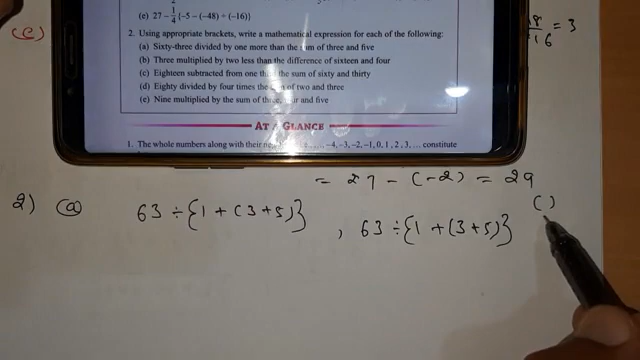 (c)
(e) 27 − 1/4 {−5 − (−48) ÷ (−16)}
18/16 = 3
2. Using appropriate brackets, write a mathematical expression for each of the following:
(a) Sixty-three divided by one more than the sum of three and five
(b) Three multiplied by two less than the difference of sixteen and four
(c) Eighteen subtracted from one than the sum of sixty and thirty
(d) Eighty divided by four times the sum of two and three
(e) Nine multiplied by the sum of three, four and five
AT A GLANCE
1. The whole numbers along with their −4, −3, −2, −1, 0, 1, 2, 3, ... constitute
= 27 − (−2) = 29
2) (a) 63 ÷ {1 + (3 + 5)} , 63 ÷ {1 + (3 + 5)} ( )